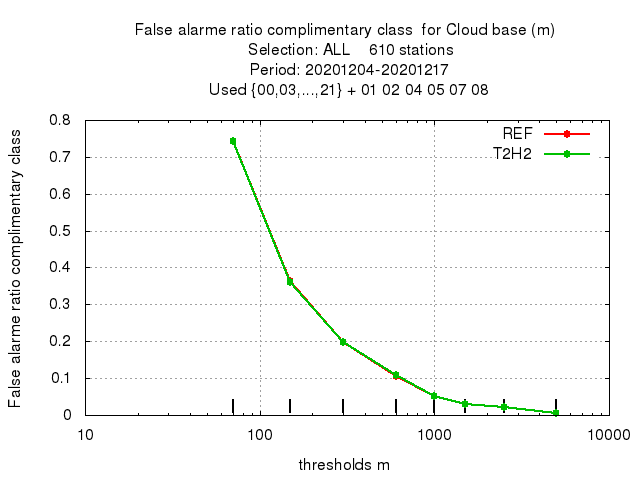 False alarme ratio complimentary class  for Cloud base (m)
Selection: ALL    610 stations
Period: 20201204-20201217
Used {00,03,...,21} + 01 02 04 05 07 08
False alarme ratio complimentary class
0.8
0.7
0.6
0.5
0.4
0.3
0.2
0.1
0
REF
T2H2
10
100
1000
10000
thresholds m